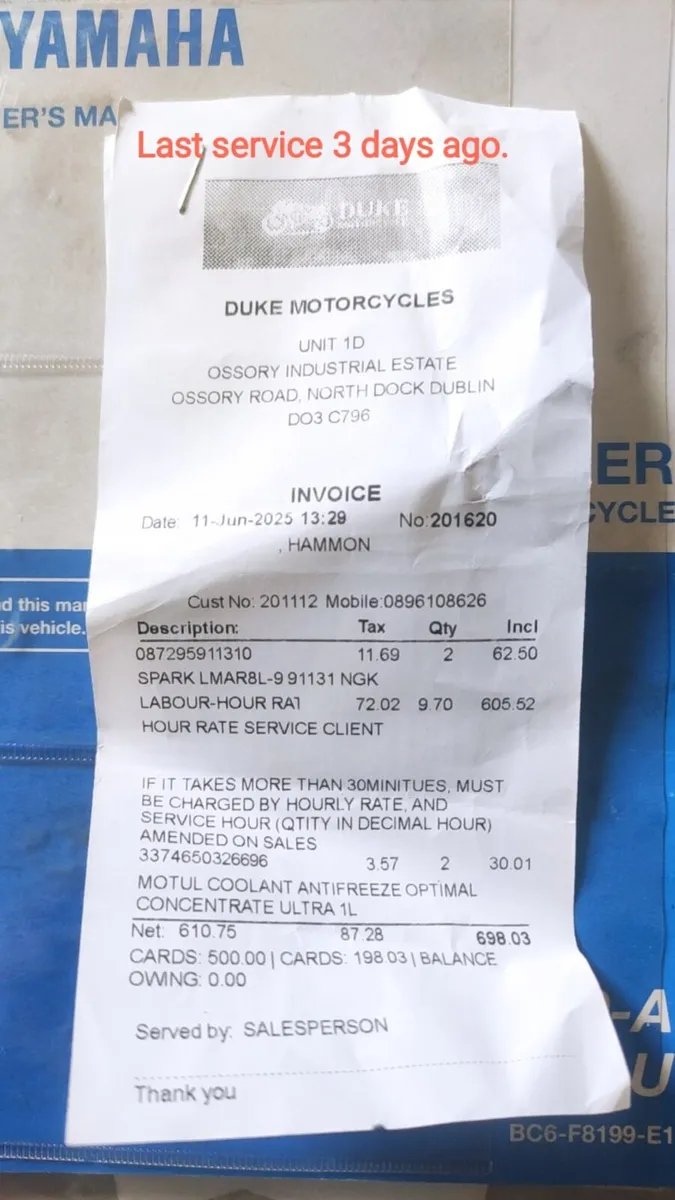 YAMAHA
ER'S MA
Last service 3 days ago.
DUKE
DUKE MOTORCYCLES
UNIT 1D
OSSORY INDUSTRIAL ESTATE
OSSORY ROAD, NORTH DOCK DUBLIN
DO3 C796
ER
CYCLE
INVOICE
Date: 11-Jun-2025 13:29 No:201620
, HAMMON
d this mar
is vehicle.
Cust No: 201112 Mobile:0896108626
Description: Tax Qty Incl
087295911310 11.69 2 62.50
SPARK LMAR8L-9 91131 NGK
LABOUR-HOUR RAT 72.02 9.70 605.52
HOUR RATE SERVICE CLIENT
IF IT TAKES MORE THAN 30MINITUES, MUST
BE CHARGED BY HOURLY RATE, AND
SERVICE HOUR (QTITY IN DECIMAL HOUR)
AMENDED ON SALES
3374650326696 3.57 2 30.01
MOTUL COOLANT ANTIFREEZE OPTIMAL
CONCENTRATE ULTRA 1L
Net: 610.75 87.28 698.03
CARDS: 500.00 | CARDS: 198.03 | BALANCE
OWING: 0.00
Served by: SALESPERSON
Thank you
-A
U
BC6-F8199-E1